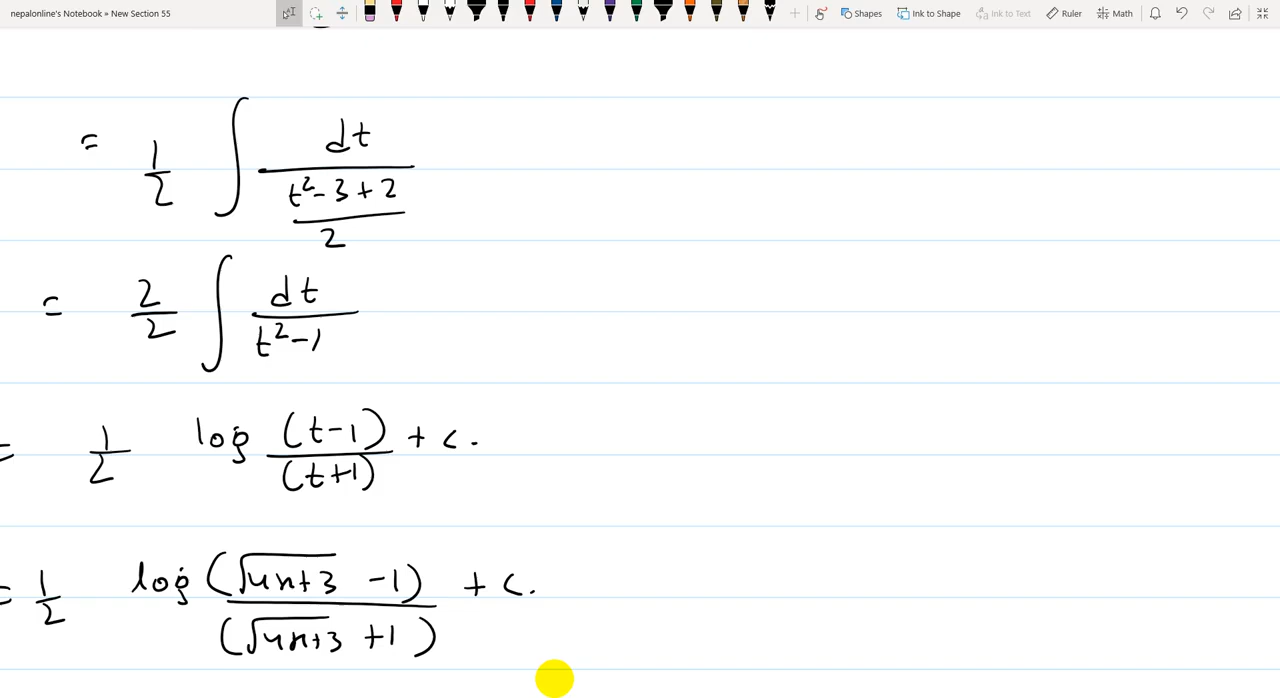 nepalonline's Notebook » New Section 55
Shapes Ink to Shape Ink to Text Ruler Math
= 1/2 ∫ dt / ((t² - 3 + 2)/2)
= 2/2 ∫ dt / (t² - 1)
= 1/2 log (t-1)/(t+1) + c.
= 1/2 log (√4x+3 -1)/(√4x+3 +1) + c.